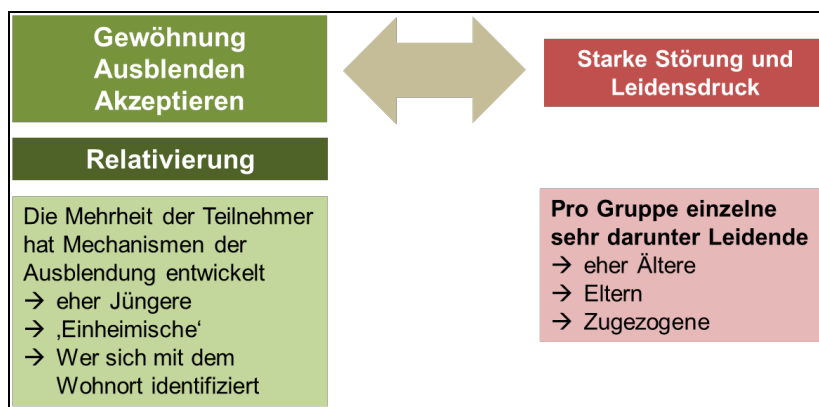 Gewöhnung
Ausblenden
Akzeptieren
Relativierung
Die Mehrheit der Teilnehmer
hat Mechanismen der
Ausblendung entwickelt
→ eher Jüngere
→ ‚Einheimische‘
→ Wer sich mit dem
Wohnort identifiziert
Starke Störung und
Leidensdruck
Pro Gruppe einzelne
sehr darunter Leidende
→ eher Ältere
→ Eltern
→ Zugezogene